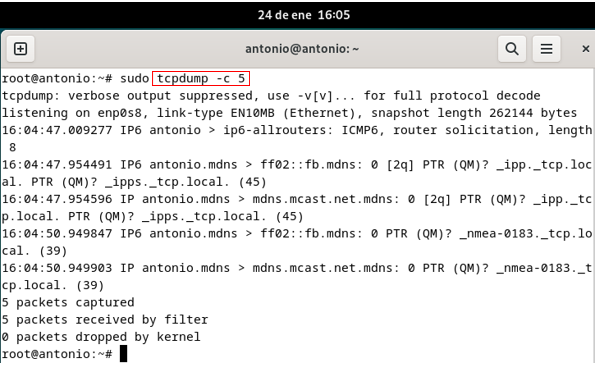 24 de ene 16:05
antonio@antonio: ~
root@antonio:~# sudo tcpdump -c 5
tcpdump: verbose output suppressed, use -v[v]... for full protocol decode
listening on enp0s8, link-type EN10MB (Ethernet), snapshot length 262144 bytes
16:04:47.009277 IP6 antonio > ip6-allrouters: ICMP6, router solicitation, length
 8
16:04:47.954491 IP6 antonio.mdns > ff02::fb.mdns: 0 [2q] PTR (QM)? _ipp._tcp.loc
al. PTR (QM)? _ipps._tcp.local. (45)
16:04:47.954596 IP antonio.mdns > mdns.mcast.net.mdns: 0 [2q] PTR (QM)? _ipp._tc
p.local. PTR (QM)? _ipps._tcp.local. (45)
16:04:50.949847 IP6 antonio.mdns > ff02::fb.mdns: 0 PTR (QM)? _nmea-0183._tcp.lo
cal. (39)
16:04:50.949903 IP antonio.mdns > mdns.mcast.net.mdns: 0 PTR (QM)? _nmea-0183._t
cp.local. (39)
5 packets captured
5 packets received by filter
0 packets dropped by kernel
root@antonio:~#